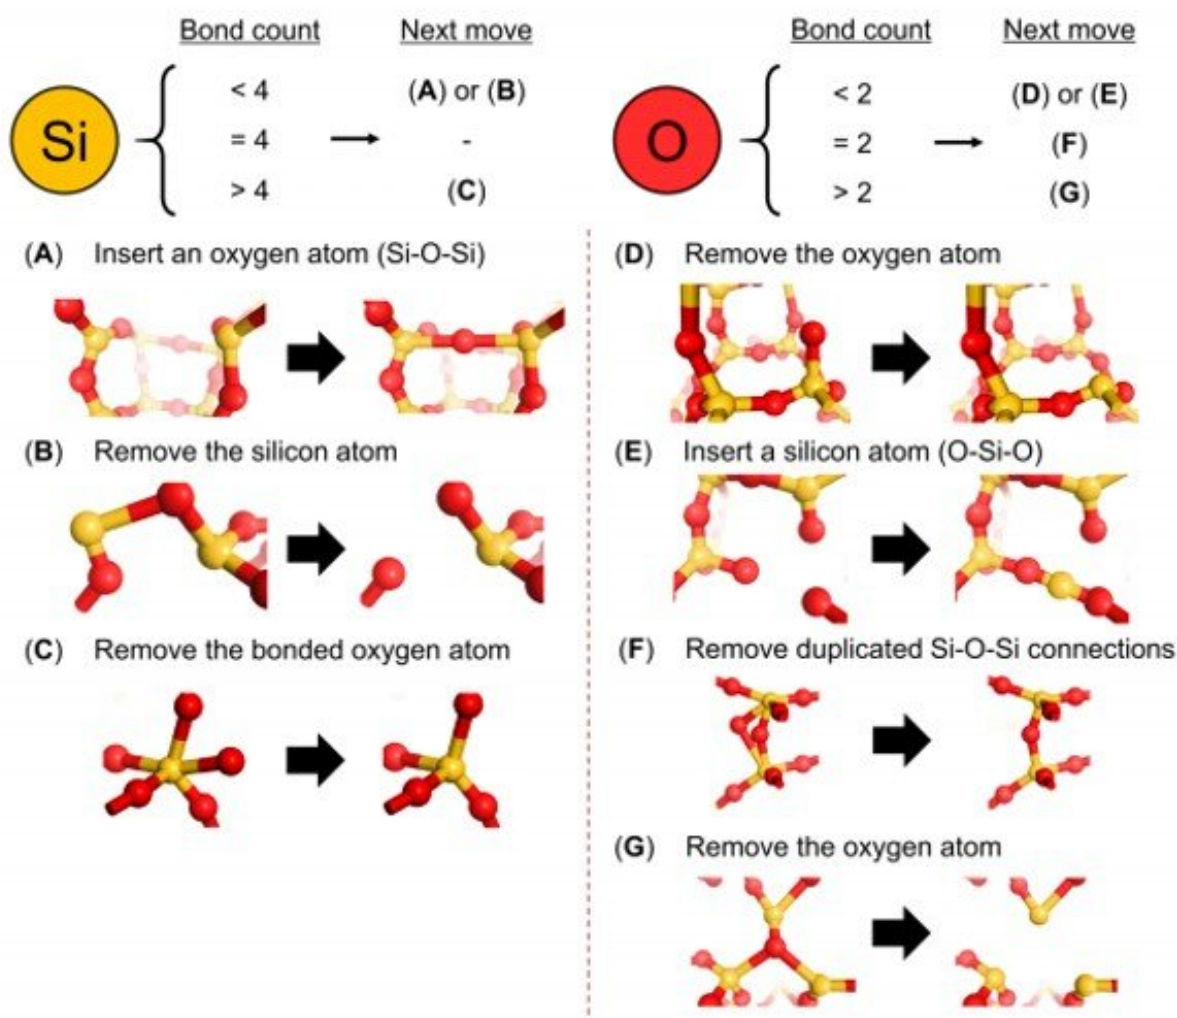 Bond count Next move
Si
< 4 (A) or (B)
= 4 -
> 4 (C)
Bond count Next move
O
< 2 (D) or (E)
= 2 (F)
> 2 (G)
(A) Insert an oxygen atom (Si-O-Si)
(B) Remove the silicon atom
(C) Remove the bonded oxygen atom
(D) Remove the oxygen atom
(E) Insert a silicon atom (O-Si-O)
(F) Remove duplicated Si-O-Si connections
(G) Remove the oxygen atom